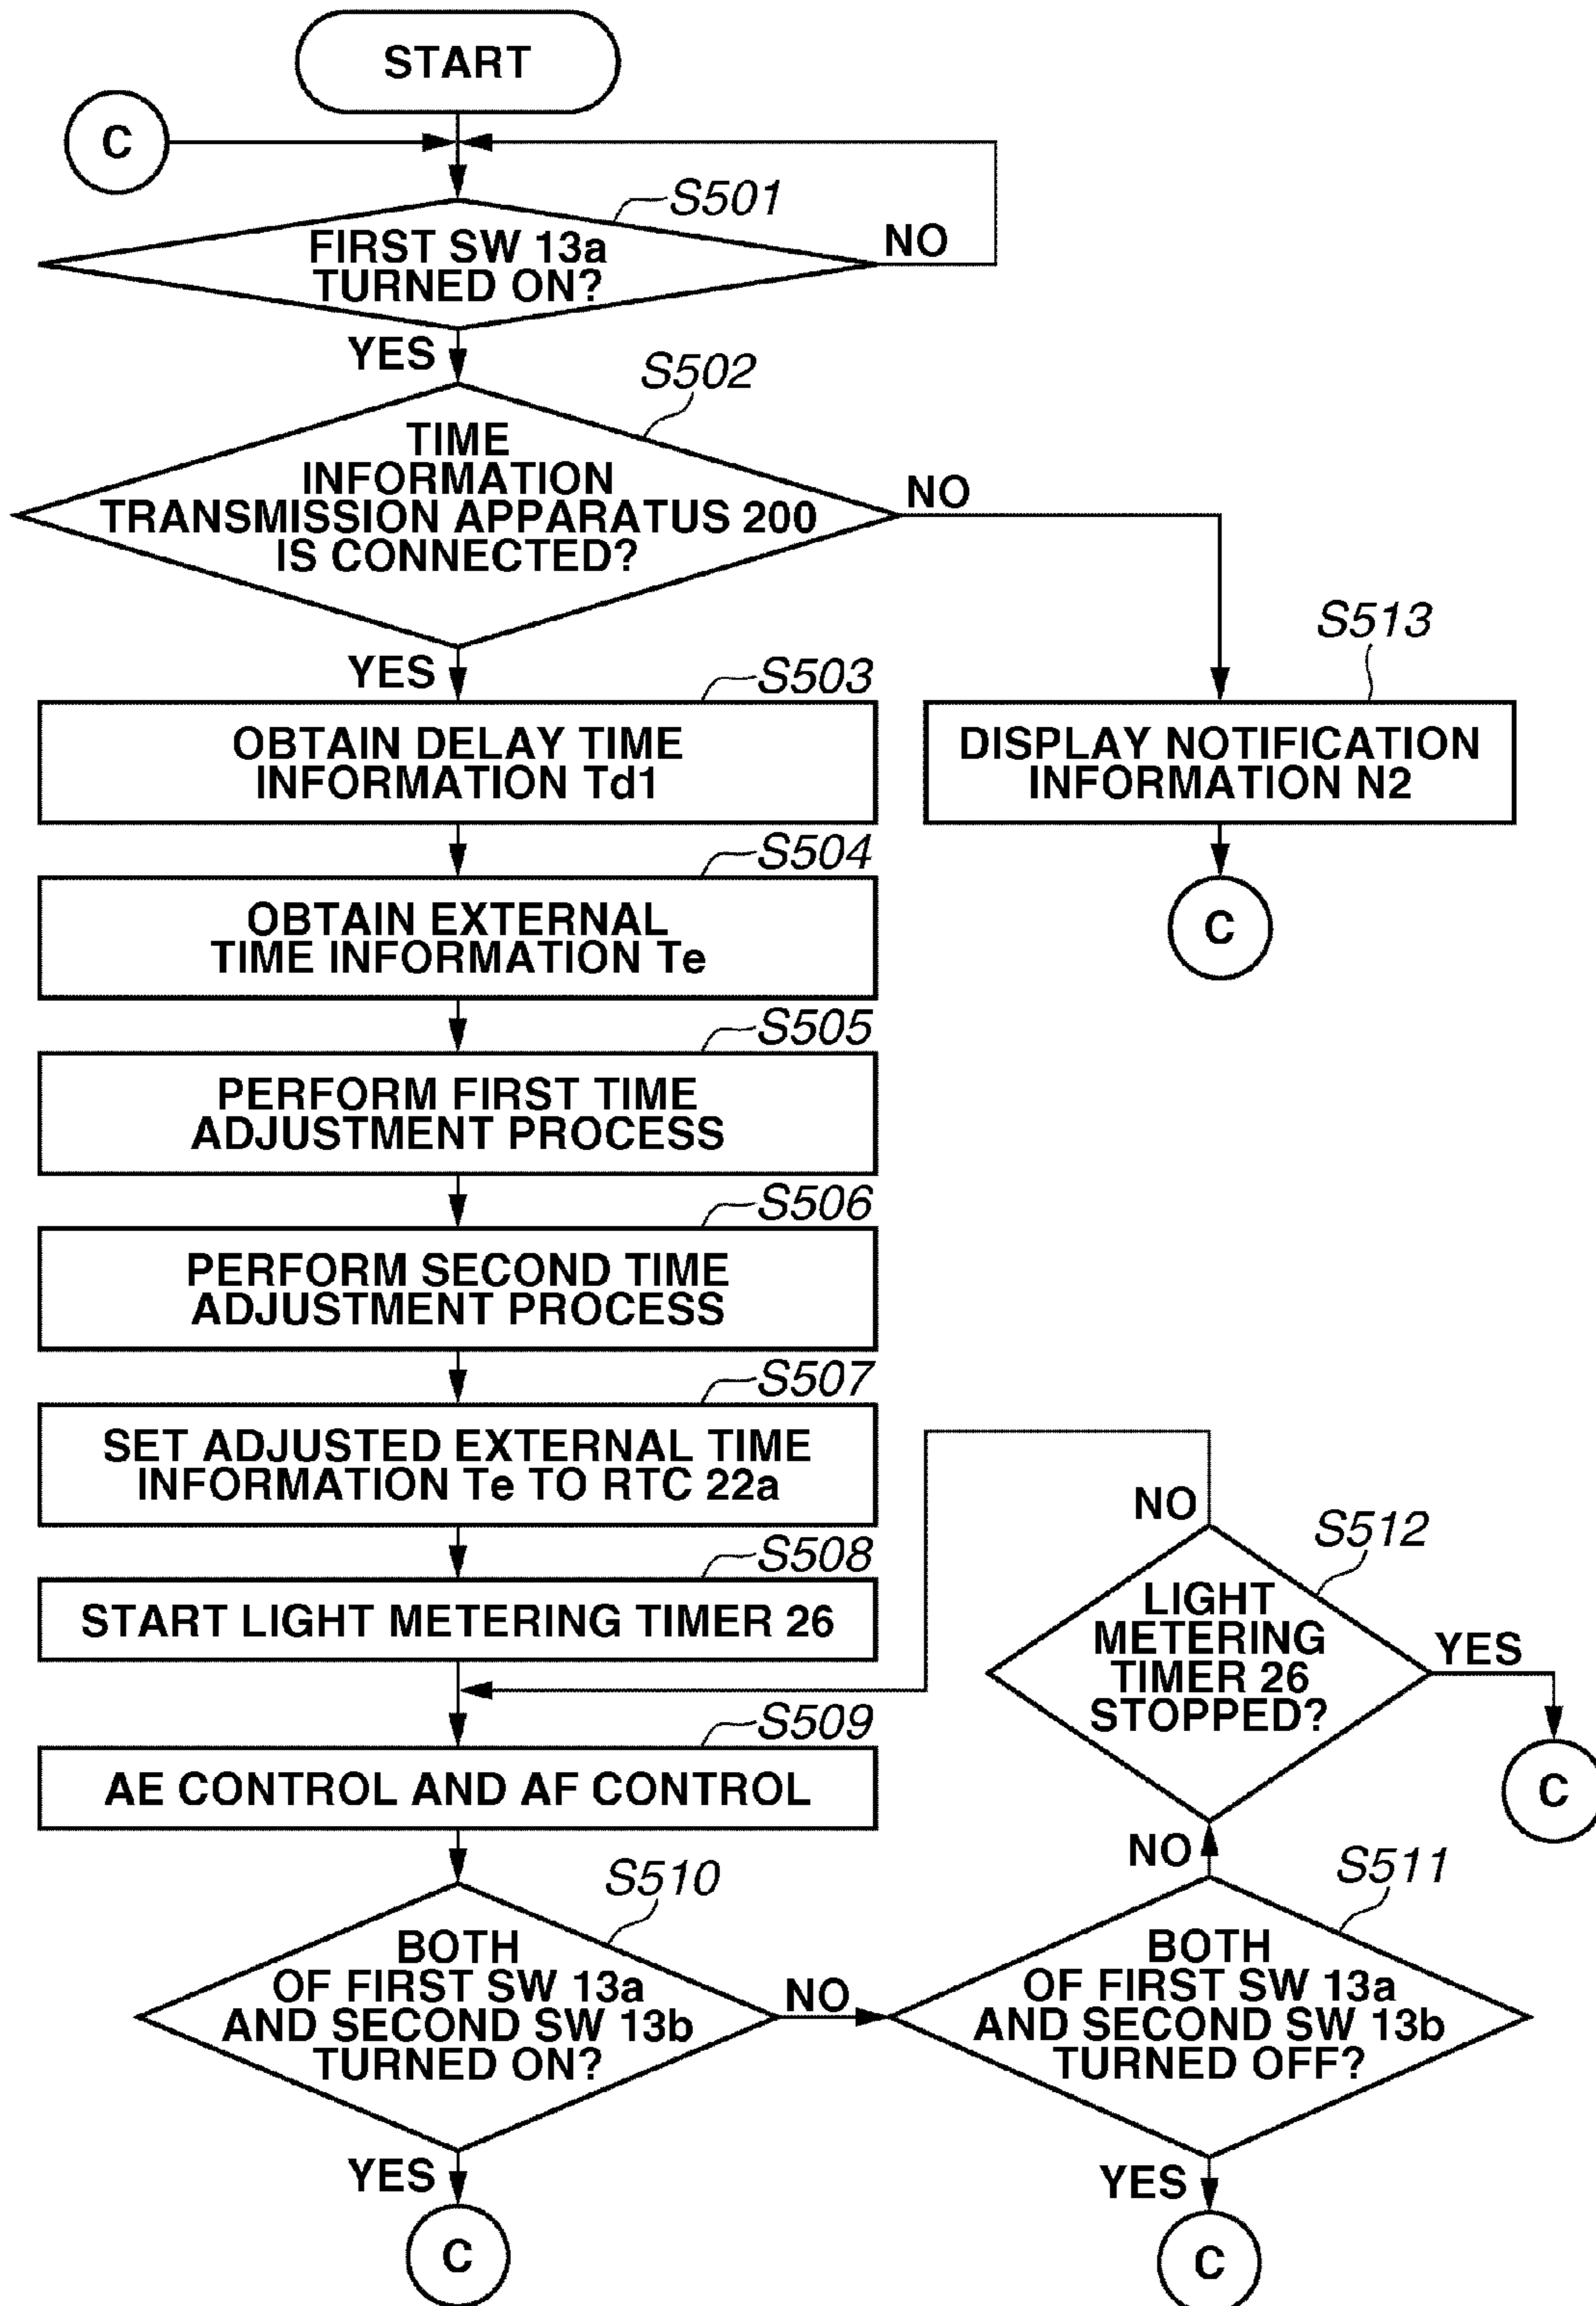 START
C
S501
FIRST SW 13a
TURNED ON?
NO
YES
S502
TIME
INFORMATION
TRANSMISSION APPARATUS 200
IS CONNECTED?
NO
YES
S503
OBTAIN DELAY TIME
INFORMATION Td1
S513
DISPLAY NOTIFICATION
INFORMATION N2
C
S504
OBTAIN EXTERNAL
TIME INFORMATION Te
S505
PERFORM FIRST TIME
ADJUSTMENT PROCESS
S506
PERFORM SECOND TIME
ADJUSTMENT PROCESS
S507
SET ADJUSTED EXTERNAL TIME
INFORMATION Te TO RTC 22a
S508
START LIGHT METERING TIMER 26
S509
AE CONTROL AND AF CONTROL
S510
BOTH
OF FIRST SW 13a
AND SECOND SW 13b
TURNED ON?
NO
YES
C
S511
BOTH
OF FIRST SW 13a
AND SECOND SW 13b
TURNED OFF?
NO
YES
C
S512
LIGHT
METERING
TIMER 26
STOPPED?
NO
YES
C